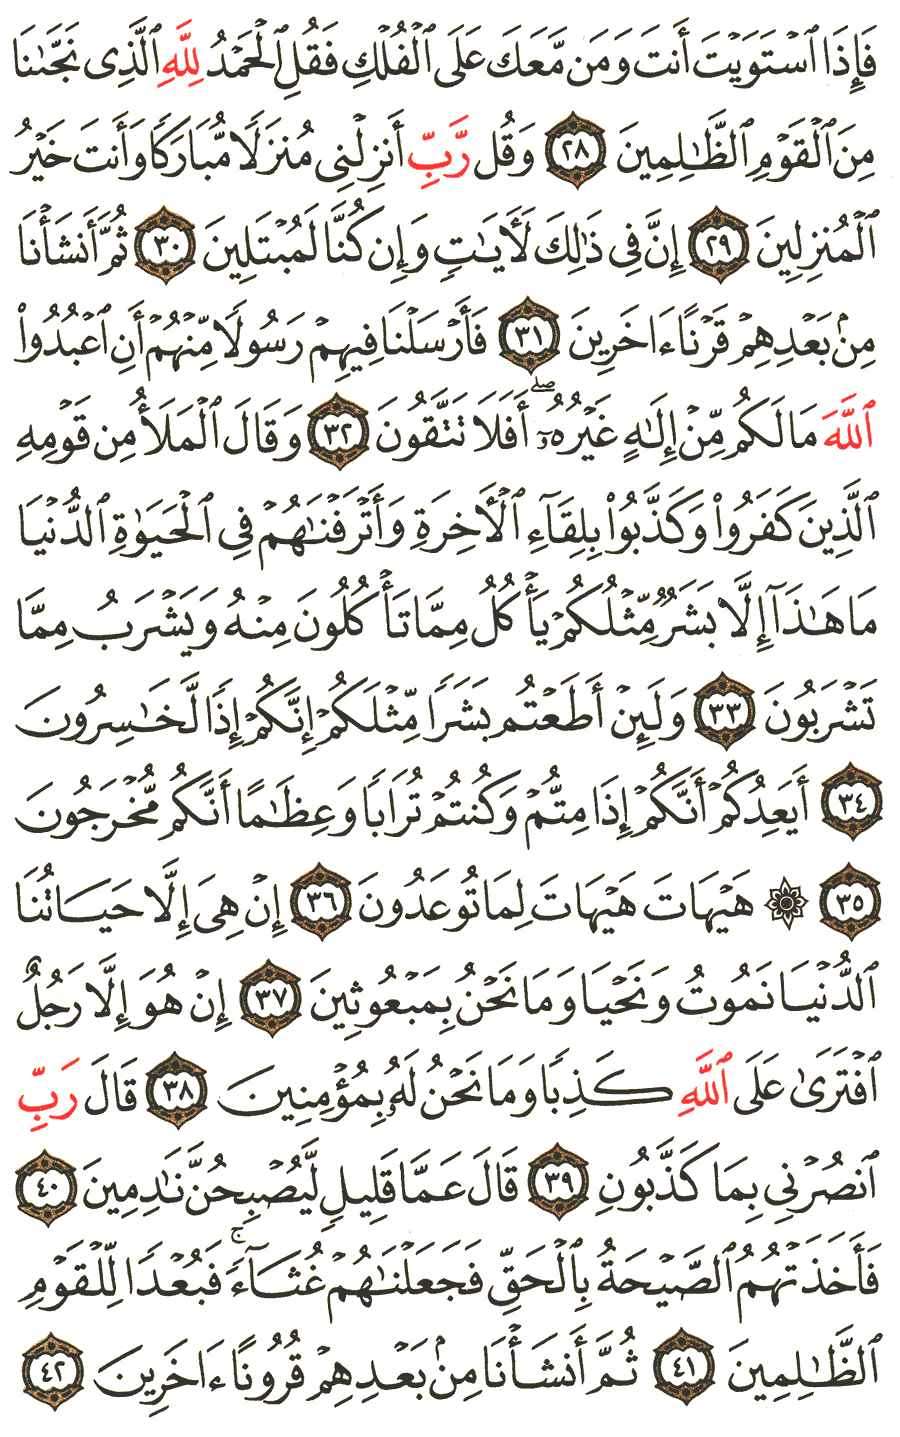 فَإِذَا ٱسْتَوَيْتَ أَنتَ وَمَن مَّعَكَ عَلَى ٱلْفُلْكِ فَقُلِ ٱلْحَمْدُ لِلَّهِ ٱلَّذِى نَجَّىٰنَا
مِنَ ٱلْقَوْمِ ٱلظَّـٰلِمِينَ ٢٨ وَقُل رَّبِّ أَنزِلْنِى مُنزَلًا مُّبَارَكًا وَأَنتَ خَيْرُ
ٱلْمُنزِلِينَ ٢٩ إِنَّ فِى ذَٰلِكَ لَـَٔايَـٰتٍ وَإِن كُنَّا لَمُبْتَلِينَ ٣٠ ثُمَّ أَنشَأْنَا
مِنۢ بَعْدِهِمْ قَرْنًا ءَاخَرِينَ ٣١ فَأَرْسَلْنَا فِيهِمْ رَسُولًا مِّنْهُمْ أَنِ ٱعْبُدُوا۟
ٱللَّهَ مَا لَكُم مِّنْ إِلَـٰهٍ غَيْرُهُۥٓ ۖ أَفَلَا تَتَّقُونَ ٣٢ وَقَالَ ٱلْمَلَأُ مِن قَوْمِهِ
ٱلَّذِينَ كَفَرُوا۟ وَكَذَّبُوا۟ بِلِقَآءِ ٱلْـَٔاخِرَةِ وَأَتْرَفْنَـٰهُمْ فِى ٱلْحَيَوٰةِ ٱلدُّنْيَا
مَا هَـٰذَآ إِلَّا بَشَرٌ مِّثْلُكُمْ يَأْكُلُ مِمَّا تَأْكُلُونَ مِنْهُ وَيَشْرَبُ مِمَّا
تَشْرَبُونَ ٣٣ وَلَئِنْ أَطَعْتُم بَشَرًا مِّثْلَكُمْ إِنَّكُمْ إِذًا لَّخَـٰسِرُونَ
٣٤ أَيَعِدُكُمْ أَنَّكُمْ إِذَا مِتُّمْ وَكُنتُمْ تُرَابًا وَعِظَـٰمًا أَنَّكُم مُّخْرَجُونَ
٣٥ ۞ هَيْهَاتَ هَيْهَاتَ لِمَا تُوعَدُونَ ٣٦ إِنْ هِىَ إِلَّا حَيَاتُنَا
ٱلدُّنْيَا نَمُوتُ وَنَحْيَا وَمَا نَحْنُ بِمَبْعُوثِينَ ٣٧ إِنْ هُوَ إِلَّا رَجُلٌ
ٱفْتَرَىٰ عَلَى ٱللَّهِ كَذِبًا وَمَا نَحْنُ لَهُۥ بِمُؤْمِنِينَ ٣٨ قَالَ رَبِّ
ٱنصُرْنِى بِمَا كَذَّبُونِ ٣٩ قَالَ عَمَّا قَلِيلٍ لَّيُصْبِحُنَّ نَـٰدِمِينَ ٤٠
فَأَخَذَتْهُمُ ٱلصَّيْحَةُ بِٱلْحَقِّ فَجَعَلْنَـٰهُمْ غُثَآءً ۚ فَبُعْدًا لِّلْقَوْمِ
ٱلظَّـٰلِمِينَ ٤١ ثُمَّ أَنشَأْنَا مِنۢ بَعْدِهِمْ قُرُونًا ءَاخَرِينَ ٤٢